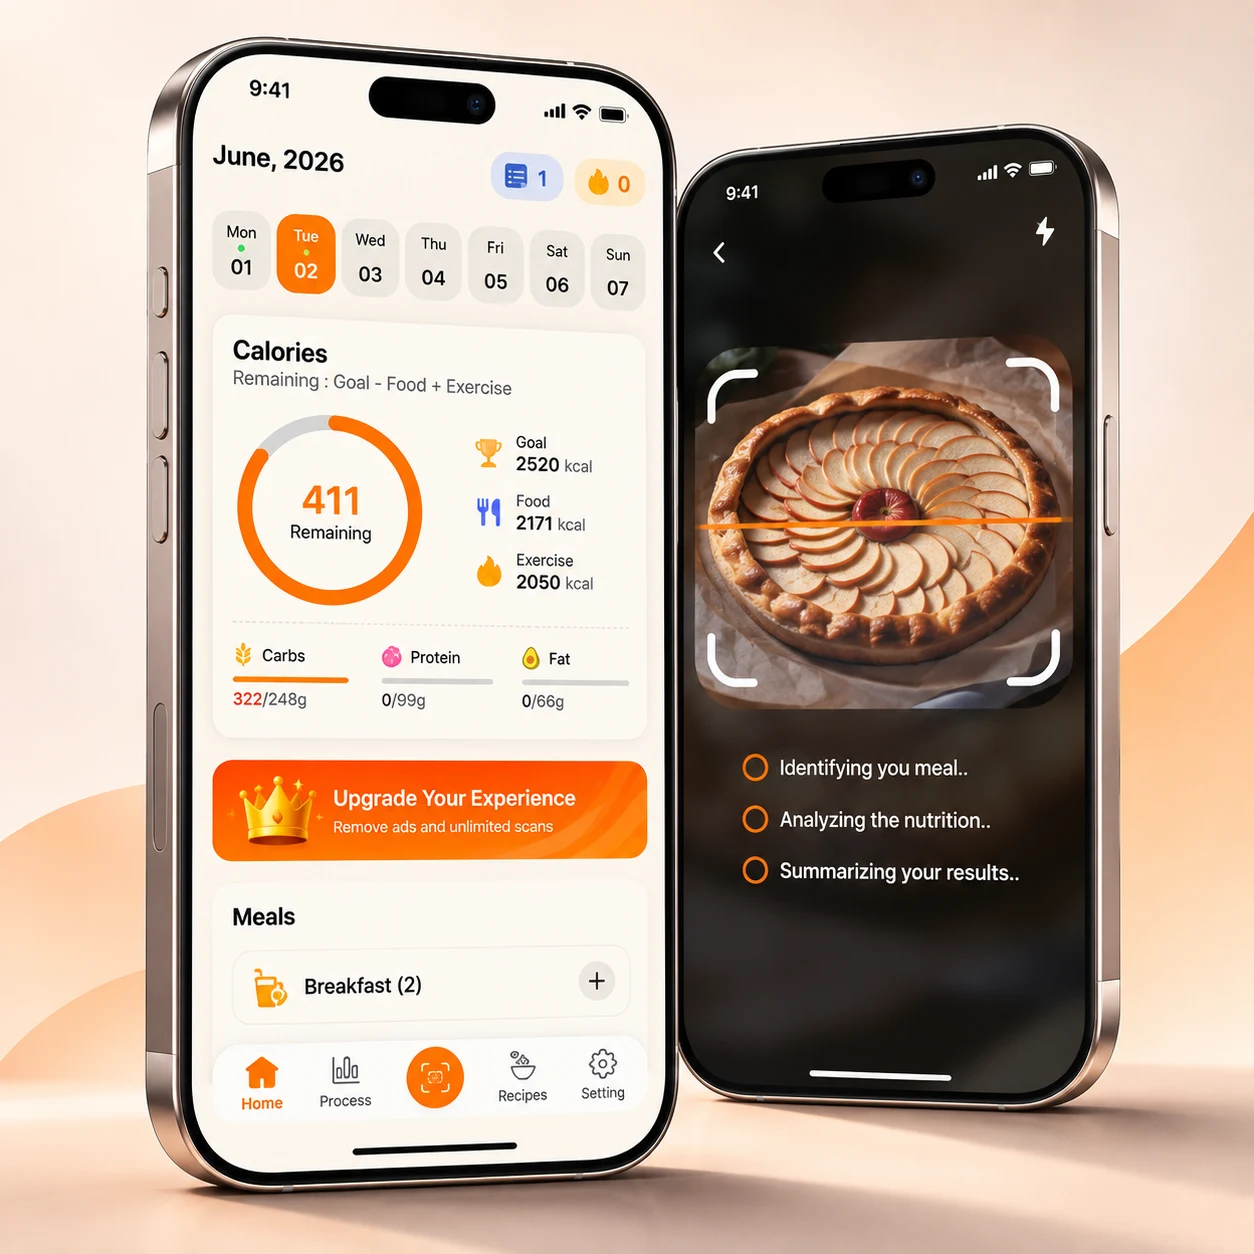 9:41
June, 2026
1
0
Mon
01
Tue
02
Wed
03
Thu
04
Fri
05
Sat
06
Sun
07
Calories
Remaining : Goal - Food + Exercise
411
Remaining
Goal
2520 kcal
Food
2171 kcal
Exercise
2050 kcal
Carbs
322/248g
Protein
0/99g
Fat
0/66g
Upgrade Your Experience
Remove ads and unlimited scans
Meals
Breakfast (2)
Home
Process
Recipes
Setting
9:41
Identifying you meal..
Analyzing the nutrition..
Summarizing your results..